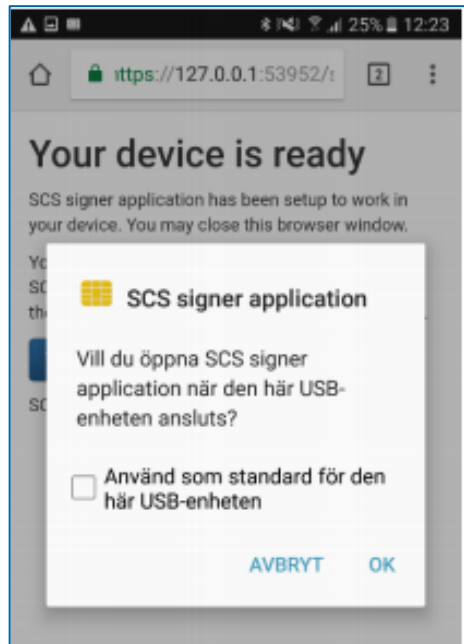 25% 12:23
https://127.0.0.1:53952/s
2
Your device is ready
SCS signer application has been setup to work in
your device. You may close this browser window.
SCS signer application
Vill du öppna SCS signer
application när den här USB-
enheten ansluts?
Använd som standard för den
här USB-enheten
AVBRYT OK